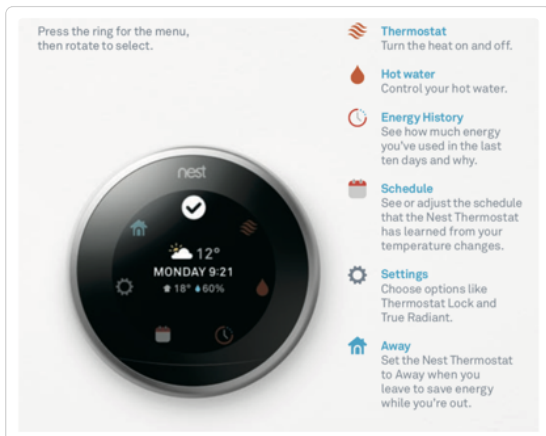 Press the ring for the menu,
then rotate to select.
nest
12°
MONDAY 9:21
18° 60%
Thermostat
Turn the heat on and off.
Hot water
Control your hot water.
Energy History
See how much energy
you've used in the last
ten days and why.
Schedule
See or adjust the schedule
that the Nest Thermostat
has learned from your
temperature changes.
Settings
Choose options like
Thermostat Lock and
True Radiant.
Away
Set the Nest Thermostat
to Away when you
leave to save energy
while you're out.